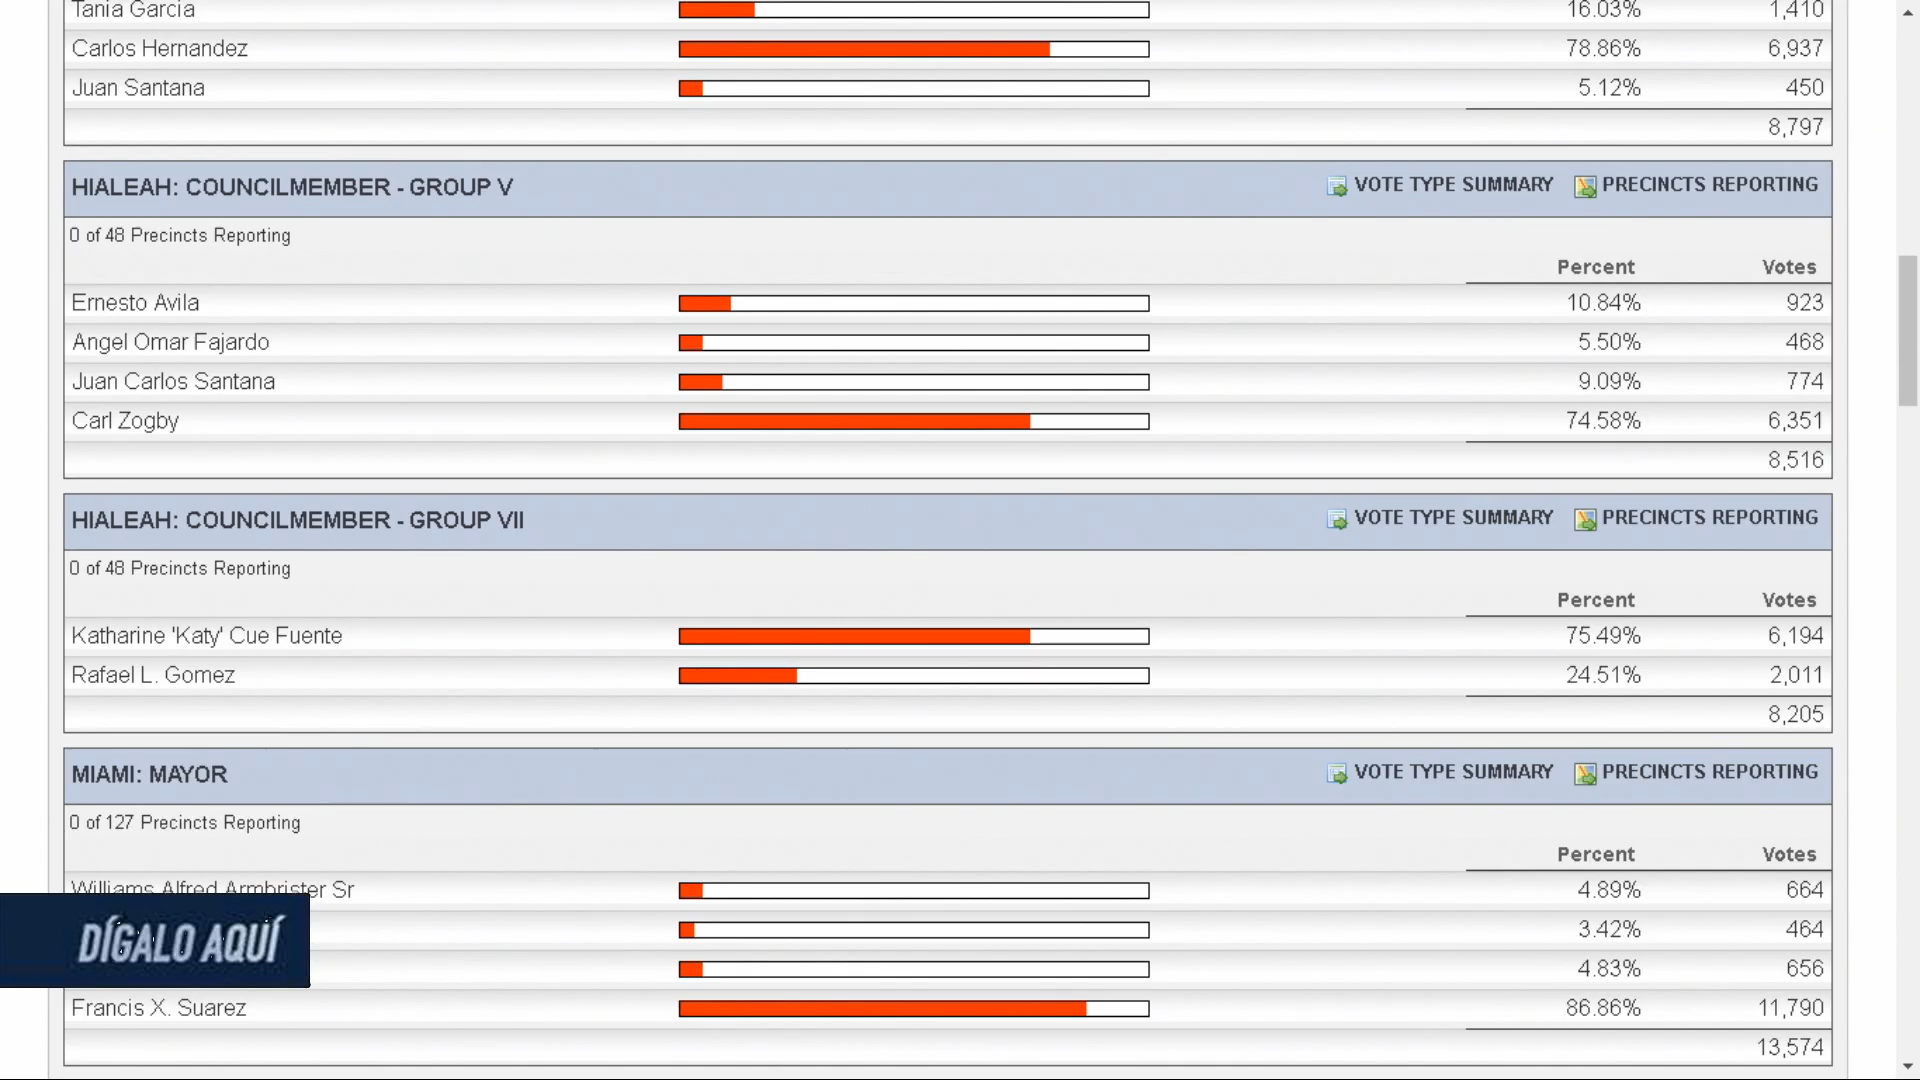 Tania Garcia 16.03% 1,410
Carlos Hernandez 78.86% 6,937
Juan Santana 5.12% 450
8,797
HIALEAH: COUNCILMEMBER - GROUP V VOTE TYPE SUMMARY PRECINCTS REPORTING
0 of 48 Precincts Reporting
Percent Votes
Ernesto Avila 10.84% 923
Angel Omar Fajardo 5.50% 468
Juan Carlos Santana 9.09% 774
Carl Zogby 74.58% 6,351
8,516
HIALEAH: COUNCILMEMBER - GROUP VII VOTE TYPE SUMMARY PRECINCTS REPORTING
0 of 48 Precincts Reporting
Percent Votes
Katharine 'Katy' Cue Fuente 75.49% 6,194
Rafael L. Gomez 24.51% 2,011
8,205
MIAMI: MAYOR VOTE TYPE SUMMARY PRECINCTS REPORTING
0 of 127 Precincts Reporting
Percent Votes
Williams Alfred Armbrister Sr 4.89% 664
3.42% 464
DÍGALO AQUÍ
4.83% 656
Francis X. Suarez 86.86% 11,790
13,574